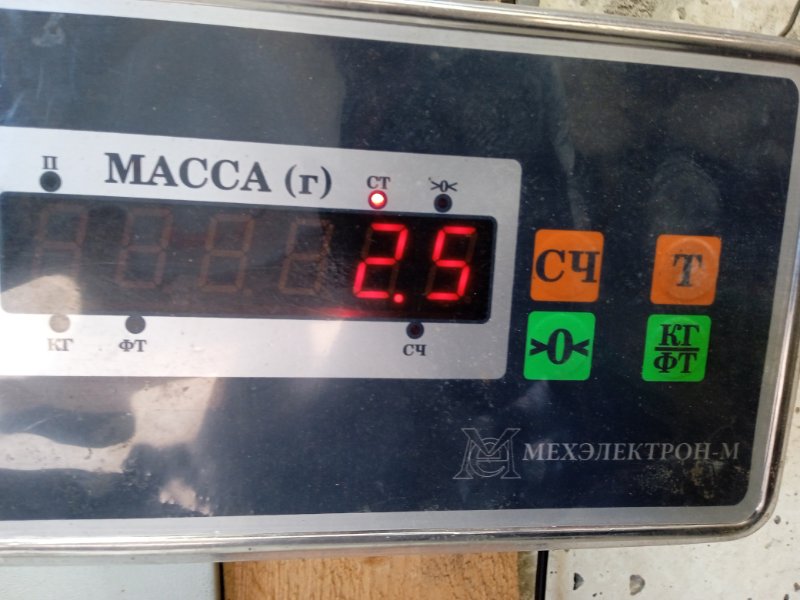 П
МАССА (г)
СТ
>0<
2.5
КГ
ФТ
СЧ
СЧ
Т
>0<
КГ
ФТ
МЕХЭЛЕКТРОН-М